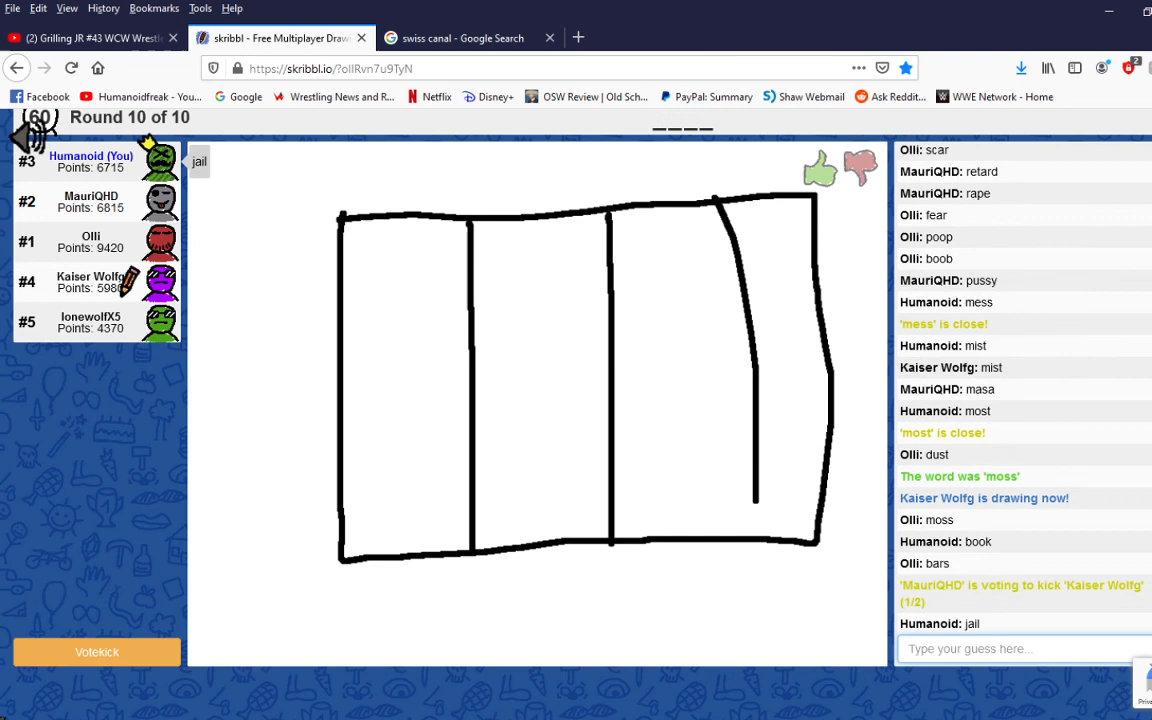 File Edit View History Bookmarks Tools Help
(2) Grilling JR #43 WCW Wrestl
skribbl - Free Multiplayer Draw
swiss canal - Google Search
https://skribbl.io/?olIRvn7u9TyN
2
Facebook
Humanoidfreak - You...
Google
Wrestling News and R...
Netflix
Disney+
OSW Review | Old Sch...
PayPal: Summary
Shaw Webmail
Ask Reddit...
WWE Network - Home
60 Round 10 of 10
_ _ _ _
#3 Humanoid (You)
Points: 6715
jail
#2 MauriQHD
Points: 6815
#1 Olli
Points: 9420
#4 Kaiser Wolfg
Points: 5980
#5 lonewolfX5
Points: 4370
Votekick
Olli: scar
MauriQHD: retard
MauriQHD: rape
Olli: fear
Olli: poop
Olli: boob
MauriQHD: pussy
Humanoid: mess
'mess' is close!
Humanoid: mist
Kaiser Wolfg: mist
MauriQHD: masa
Humanoid: most
'most' is close!
Olli: dust
The word was 'moss'
Kaiser Wolfg is drawing now!
Olli: moss
Humanoid: book
Olli: bars
'MauriQHD' is voting to kick 'Kaiser Wolfg'
(1/2)
Humanoid: jail
Type your guess here...